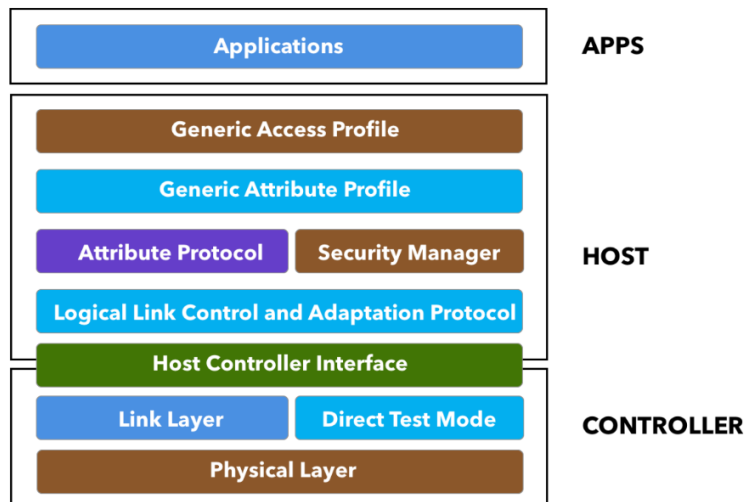 Applications
APPS
Generic Access Profile
Generic Attribute Profile
Attribute Protocol
Security Manager
HOST
Logical Link Control and Adaptation Protocol
Host Controller Interface
Link Layer
Direct Test Mode
CONTROLLER
Physical Layer